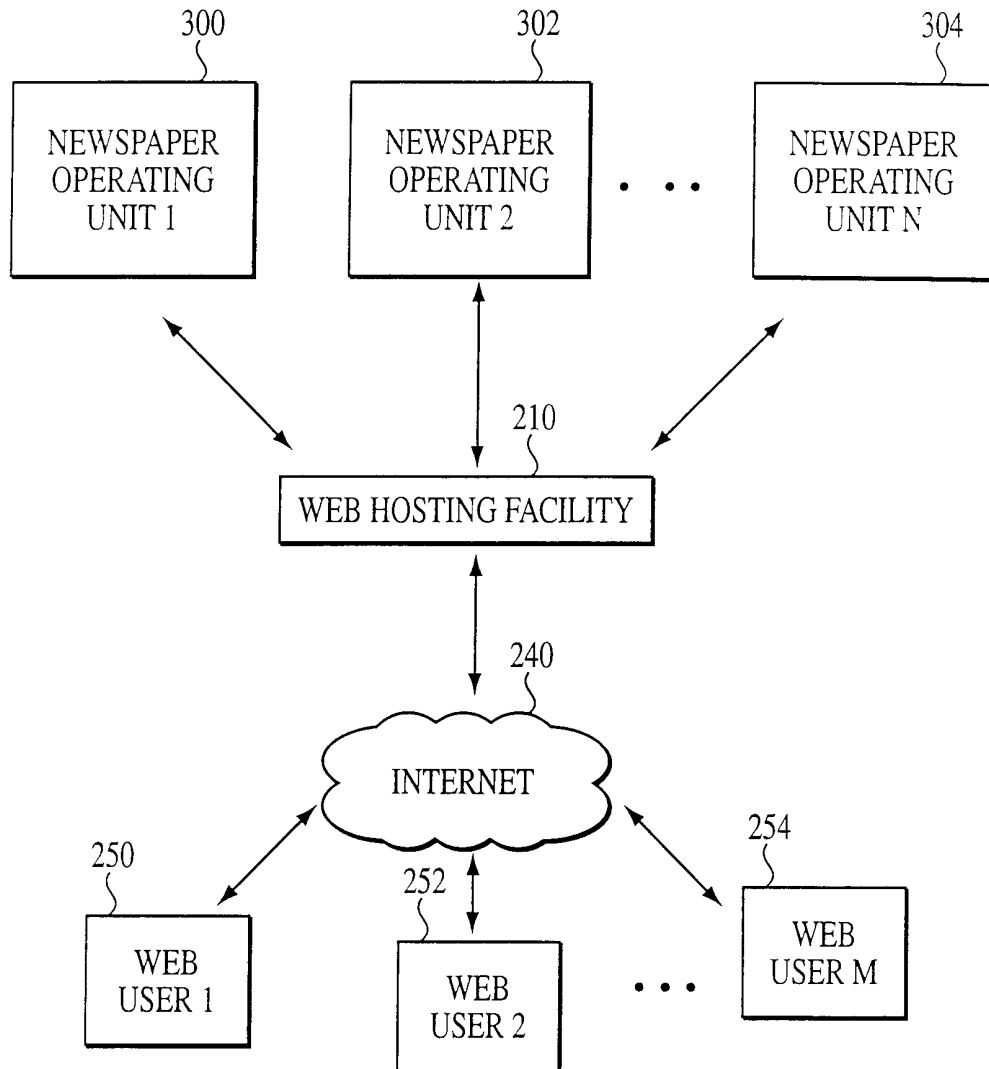 300
302
304
NEWSPAPER
OPERATING
UNIT 1
NEWSPAPER
OPERATING
UNIT 2
NEWSPAPER
OPERATING
UNIT N
210
WEB HOSTING FACILITY
240
INTERNET
250
WEB
USER 1
252
WEB
USER 2
254
WEB
USER M